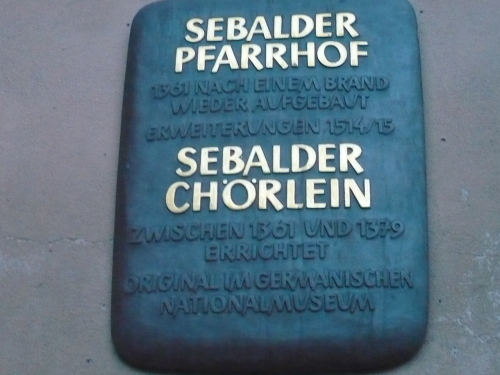 SEBALDER
PFARRHOF
1361 NACH EINEM BRAND
WIEDER AUFGEBAUT
ERWEITERUNGEN 1514/15
SEBALDER
CHÖRLEIN
ZWISCHEN 1361 UND 1379
ERRICHTET
ORIGINAL IM GERMANISCHEN
NATIONALMUSEUM